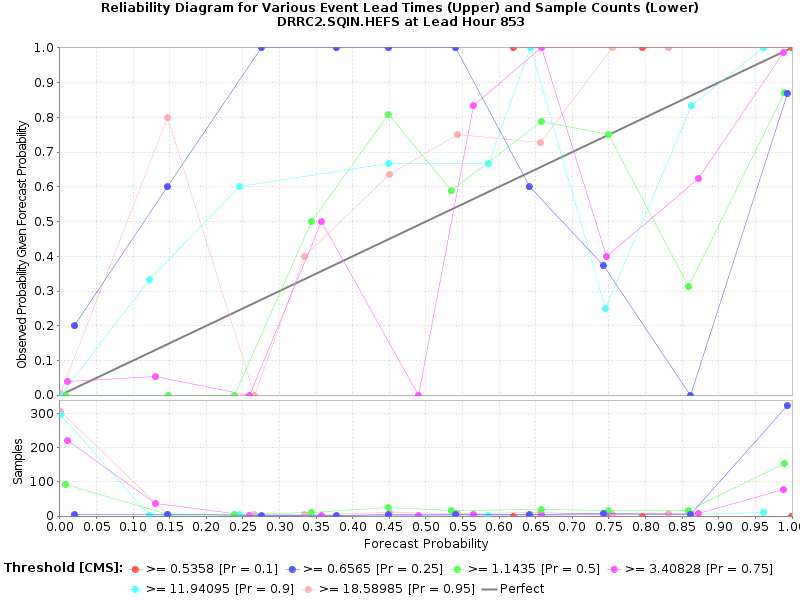 Reliability Diagram for Various Event Lead Times (Upper) and Sample Counts (Lower)
DRRC2.SQIN.HEFS at Lead Hour 853
Observed Probability Given Forecast Probability
1.0
0.9
0.8
0.7
0.6
0.5
0.4
0.3
0.2
0.1
0.0
Samples
300
200
100
0
0.00 0.05 0.10 0.15 0.20 0.25 0.30 0.35 0.40 0.45 0.50 0.55 0.60 0.65 0.70 0.75 0.80 0.85 0.90 0.95 1.0
Forecast Probability
Threshold [CMS]: >= 0.5358 [Pr = 0.1] >= 0.6565 [Pr = 0.25] >= 1.1435 [Pr = 0.5] >= 3.40828 [Pr = 0.75]
>= 11.94095 [Pr = 0.9] >= 18.58985 [Pr = 0.95] Perfect